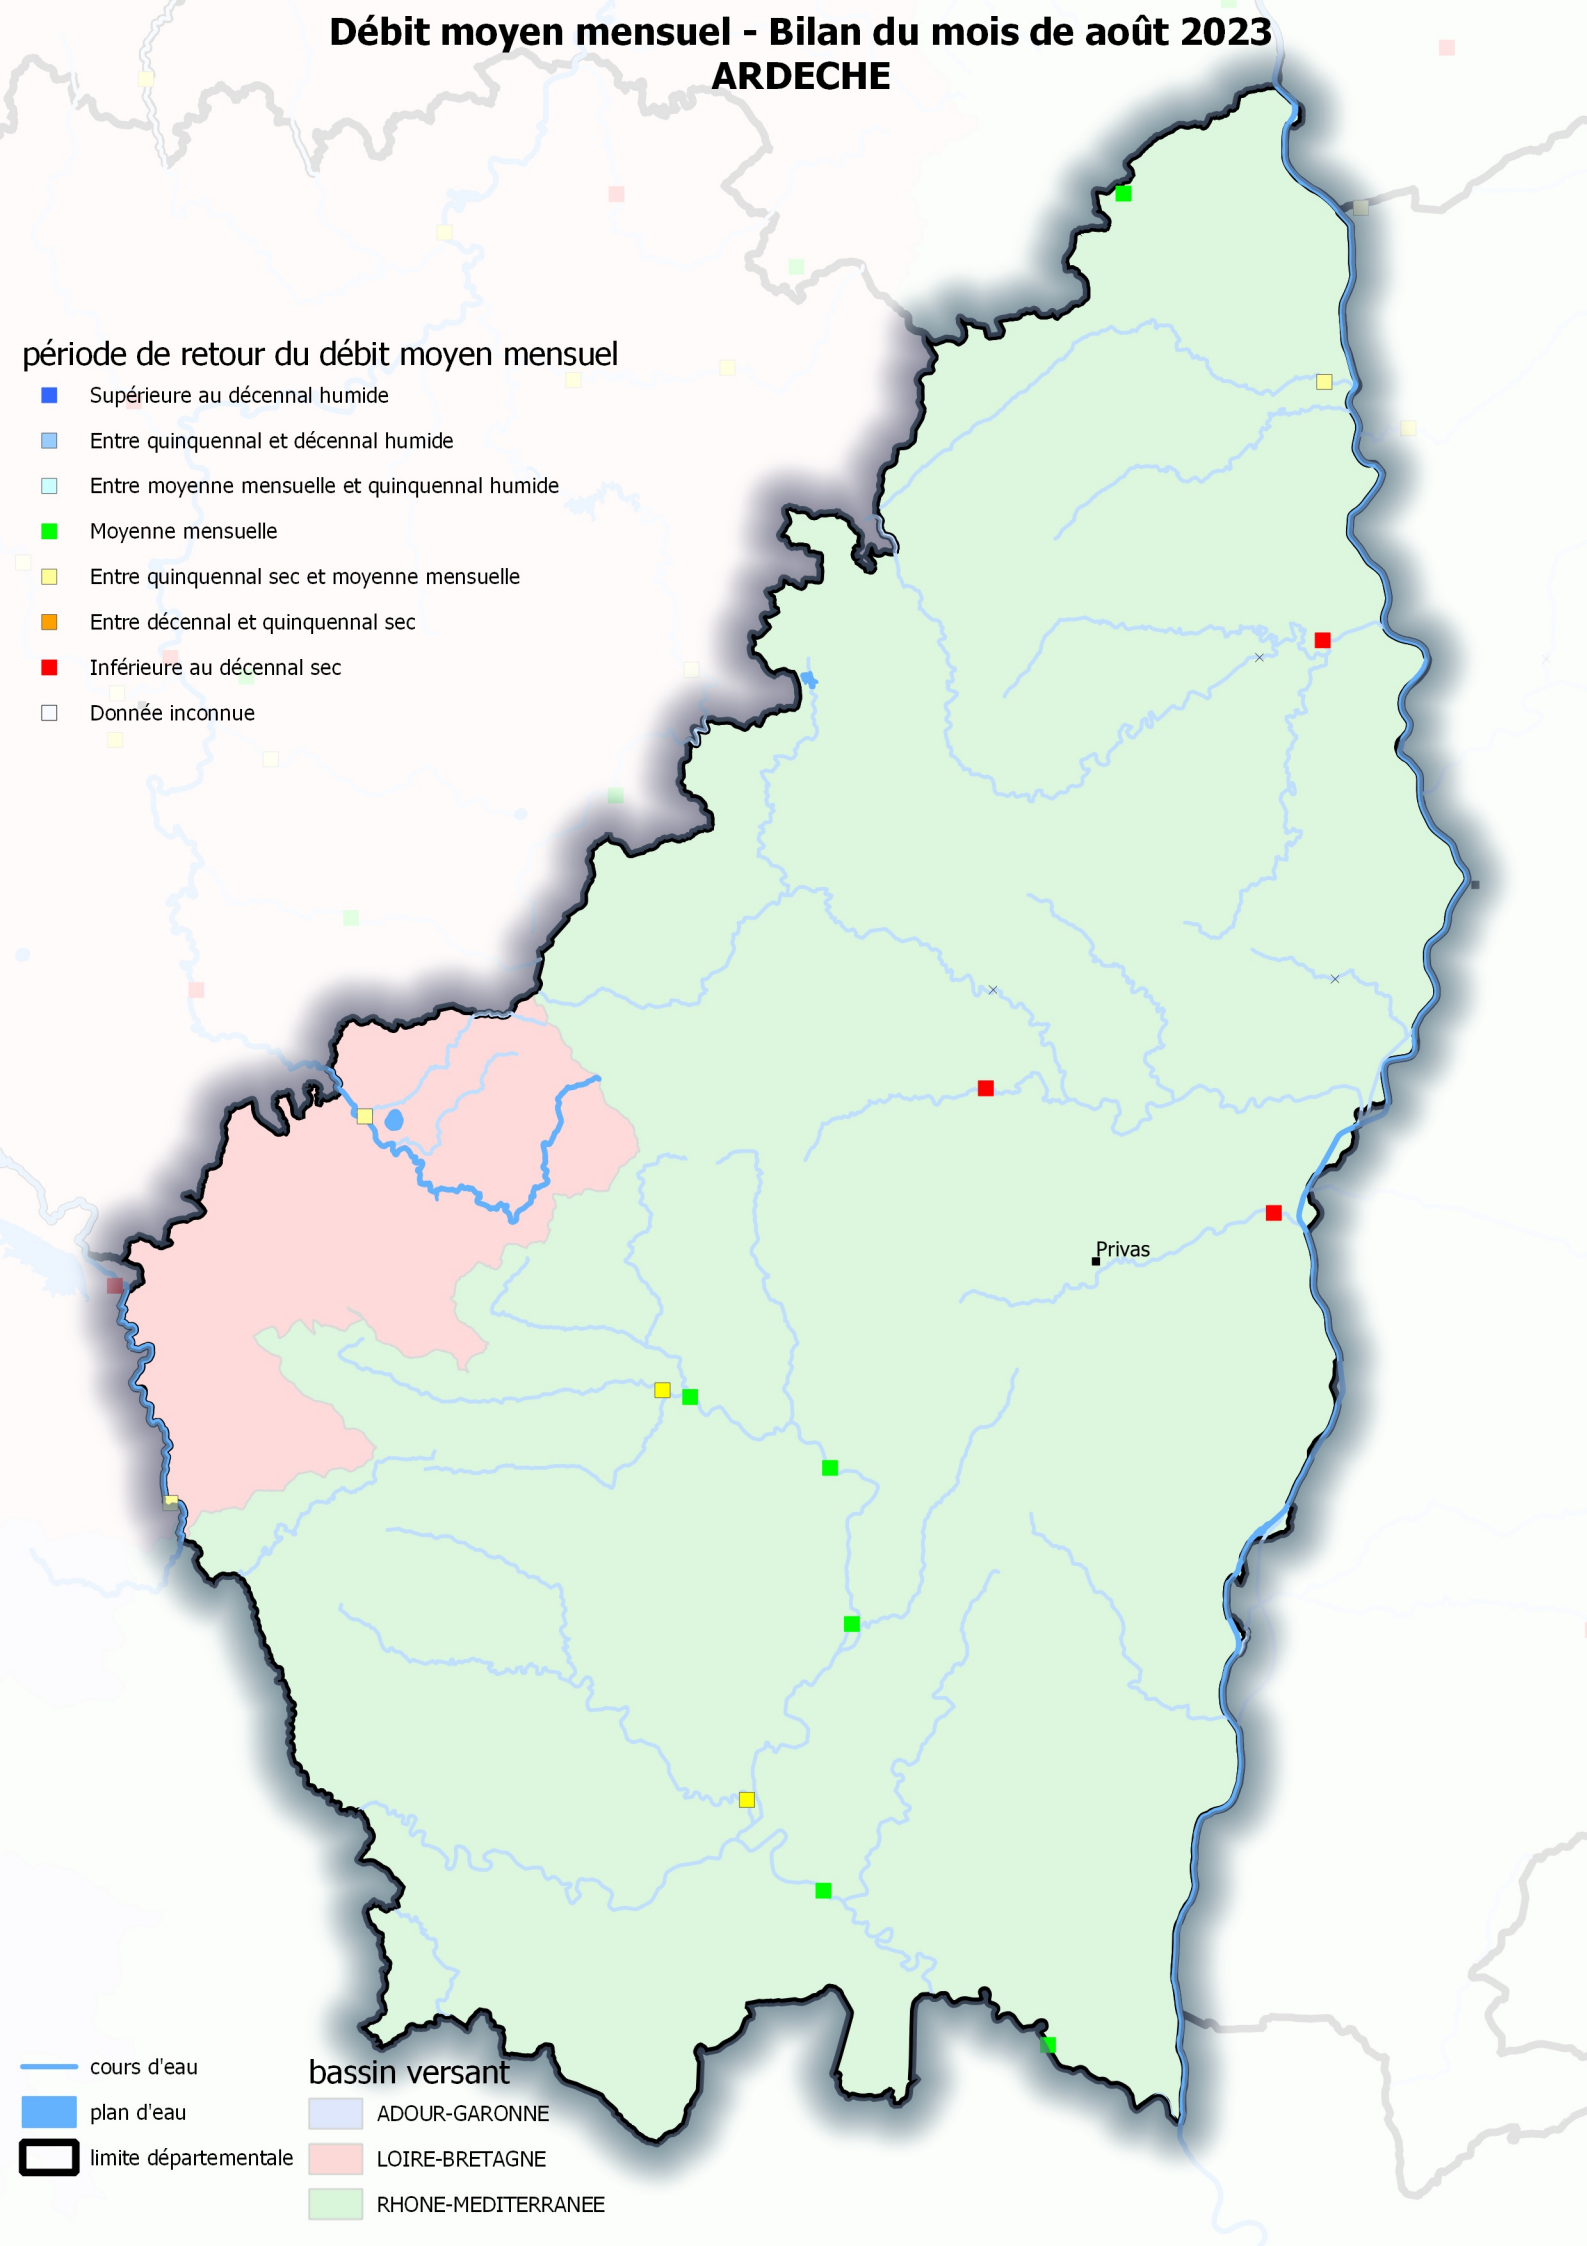 Débit moyen mensuel - Bilan du mois de août 2023
ARDECHE
période de retour du débit moyen mensuel
Supérieure au décennal humide
Entre quinquennal et décennal humide
Entre moyenne mensuelle et quinquennal humide
Moyenne mensuelle
Entre quinquennal sec et moyenne mensuelle
Entre décennal et quinquennal sec
Inférieure au décennal sec
Donnée inconnue
Privas
cours d'eau
plan d'eau
limite départementale
bassin versant
ADOUR-GARONNE
LOIRE-BRETAGNE
RHONE-MEDITERRANEE